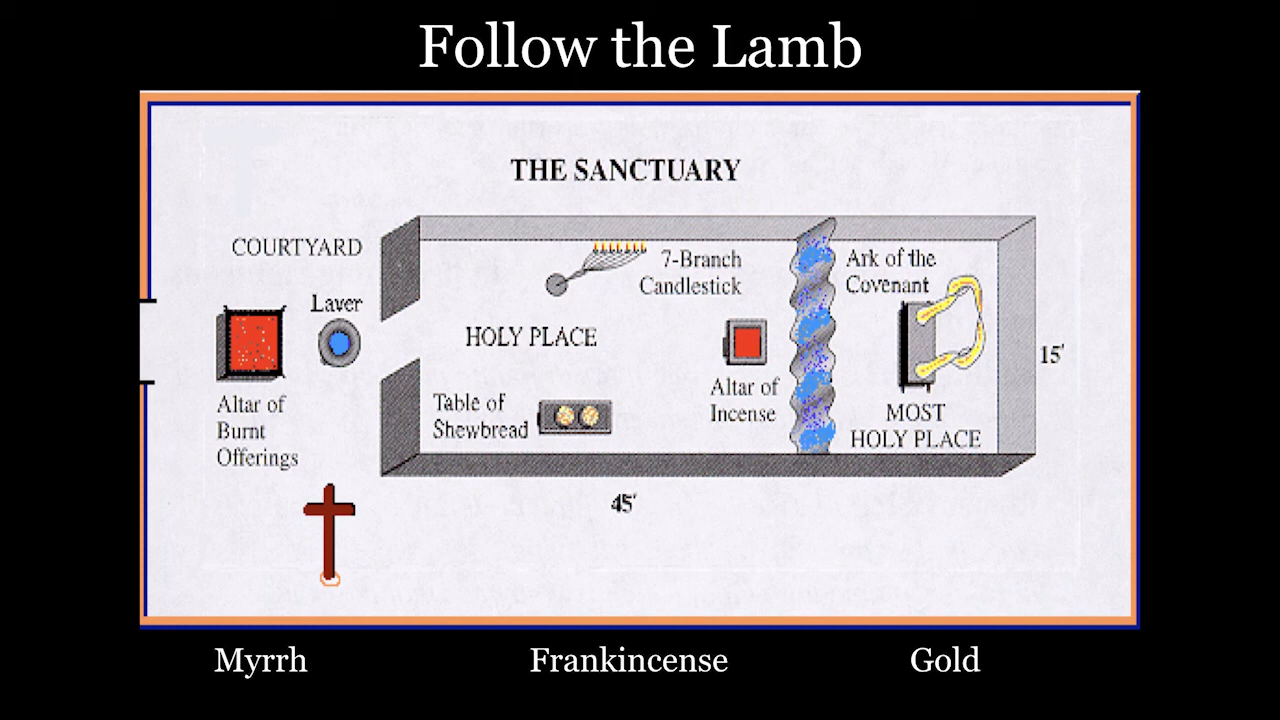 Follow the Lamb
THE SANCTUARY
COURTYARD
Laver
Altar of
Burnt
Offerings
7-Branch
Candlestick
HOLY PLACE
Table of
Shewbread
Altar of
Incense
Ark of the
Covenant
MOST
HOLY PLACE
15'
45'
Myrrh
Frankincense
Gold